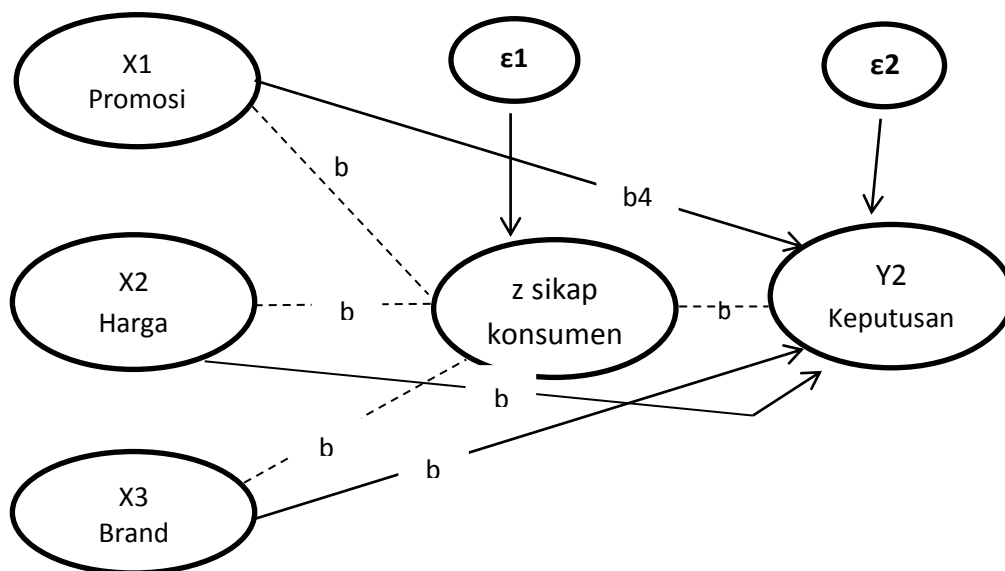 X1
Promosi
ε1
ε2
b
b4
X2
Harga
b
z sikap
konsumen
b
Y2
Keputusan
b
b
b
X3
Brand